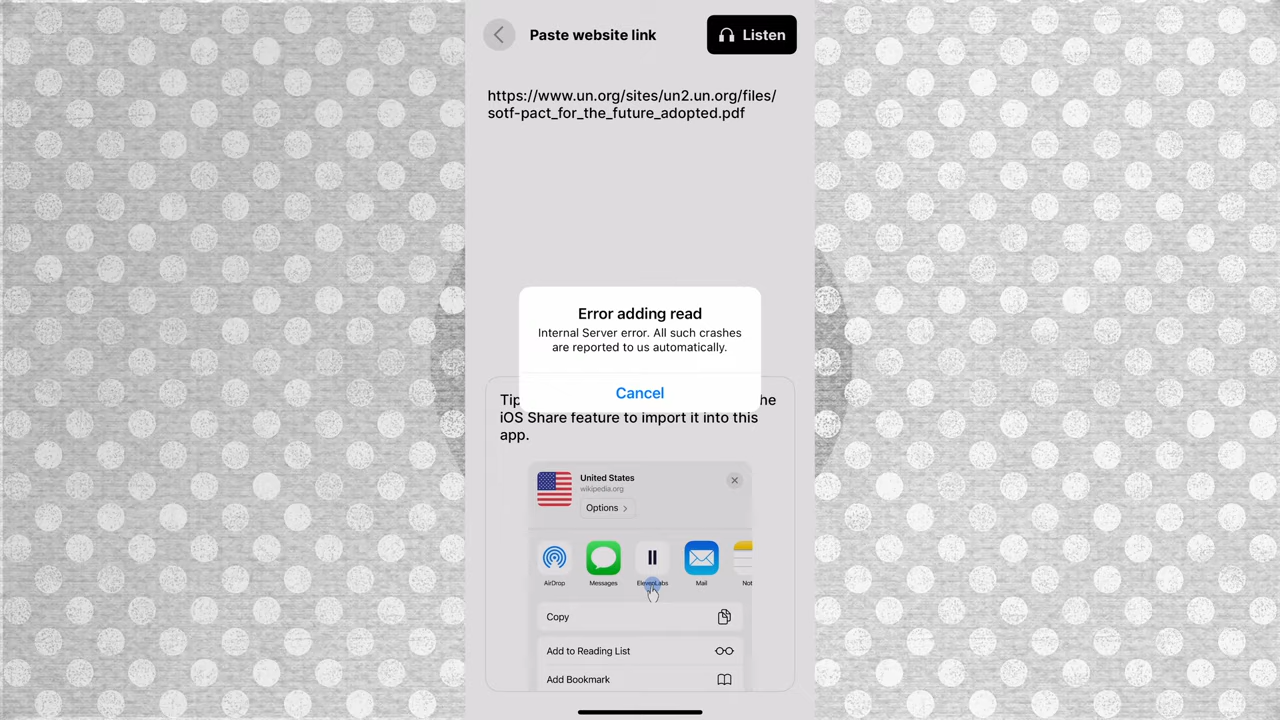 Paste website link
Listen
https://www.un.org/sites/un2.un.org/files/
sotf-pact_for_the_future_adopted.pdf
Error adding read
Internal Server error. All such crashes
are reported to us automatically.
Cancel
Tip
the
iOS Share feature to import it into this
app.
United States
wikipedia.org
Options
AirDrop
Messages
ElevenLabs
Mail
Not
Copy
Add to Reading List
Add Bookmark